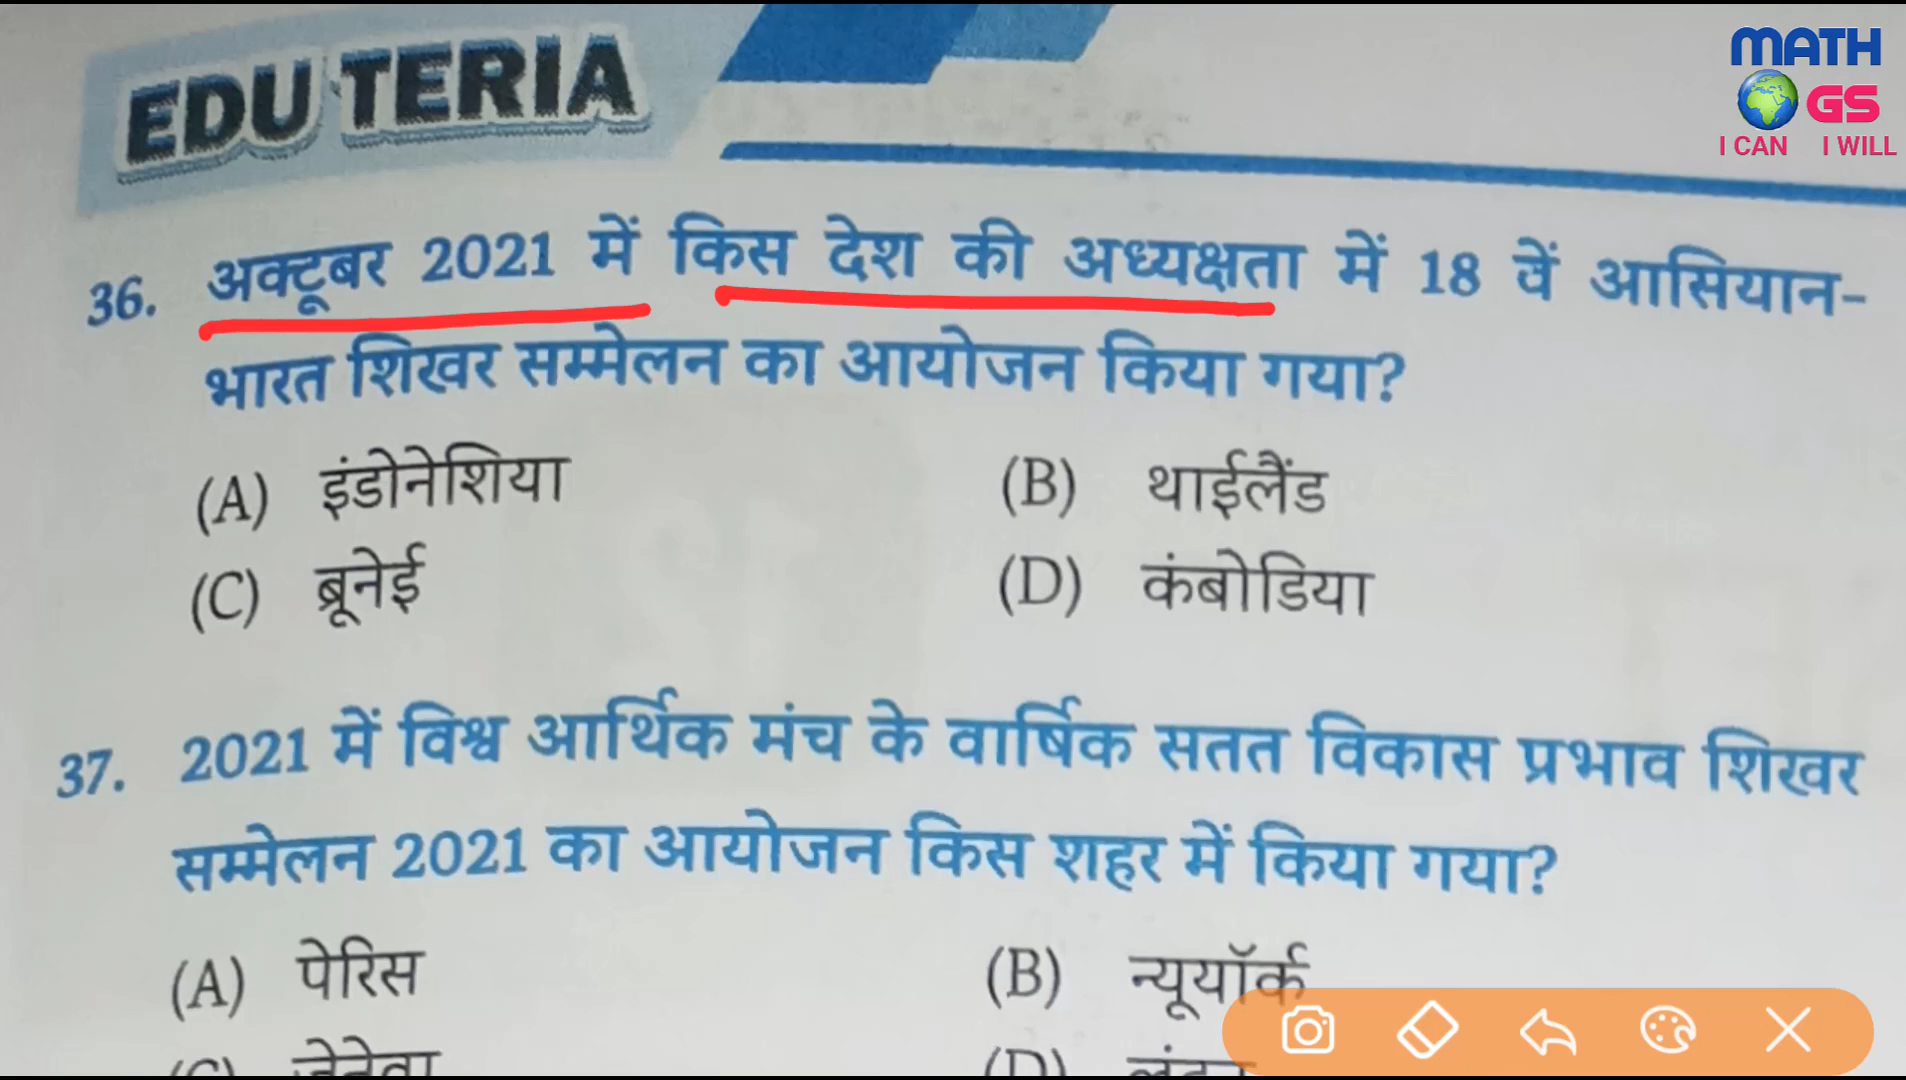 EDU TERIA
MATH
GS
I CAN I WILL
36. अक्टूबर 2021 में किस देश की अध्यक्षता में 18 वें आसियान-
भारत शिखर सम्मेलन का आयोजन किया गया?
(A) इंडोनेशिया (B) थाईलैंड
(C) ब्रूनेई (D) कंबोडिया
37. 2021 में विश्व आर्थिक मंच के वार्षिक सतत विकास प्रभाव शिखर
सम्मेलन 2021 का आयोजन किस शहर में किया गया?
(A) पेरिस (B) न्यूयॉर्क
(C) जेनेवा (D)